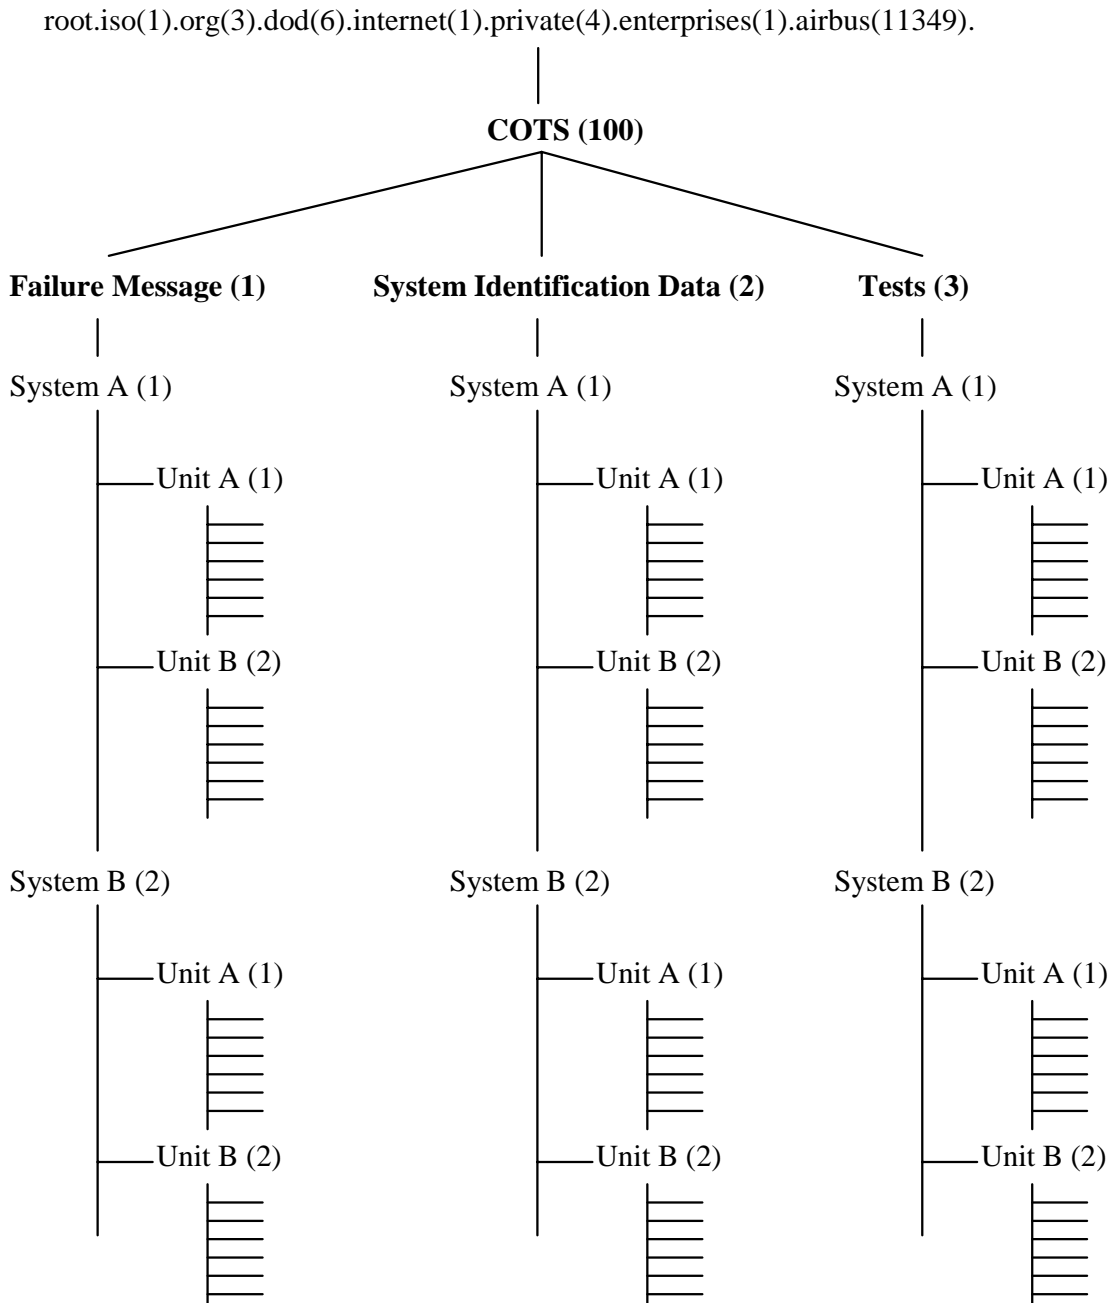 root.iso(1).org(3).dod(6).internet(1).private(4).enterprises(1).airbus(11349).
COTS (100)
Failure Message (1) System Identification Data (2) Tests (3)
System A (1) System A (1) System A (1)
Unit A (1) Unit A (1) Unit A (1)
Unit B (2) Unit B (2) Unit B (2)
System B (2) System B (2) System B (2)
Unit A (1) Unit A (1) Unit A (1)
Unit B (2) Unit B (2) Unit B (2)